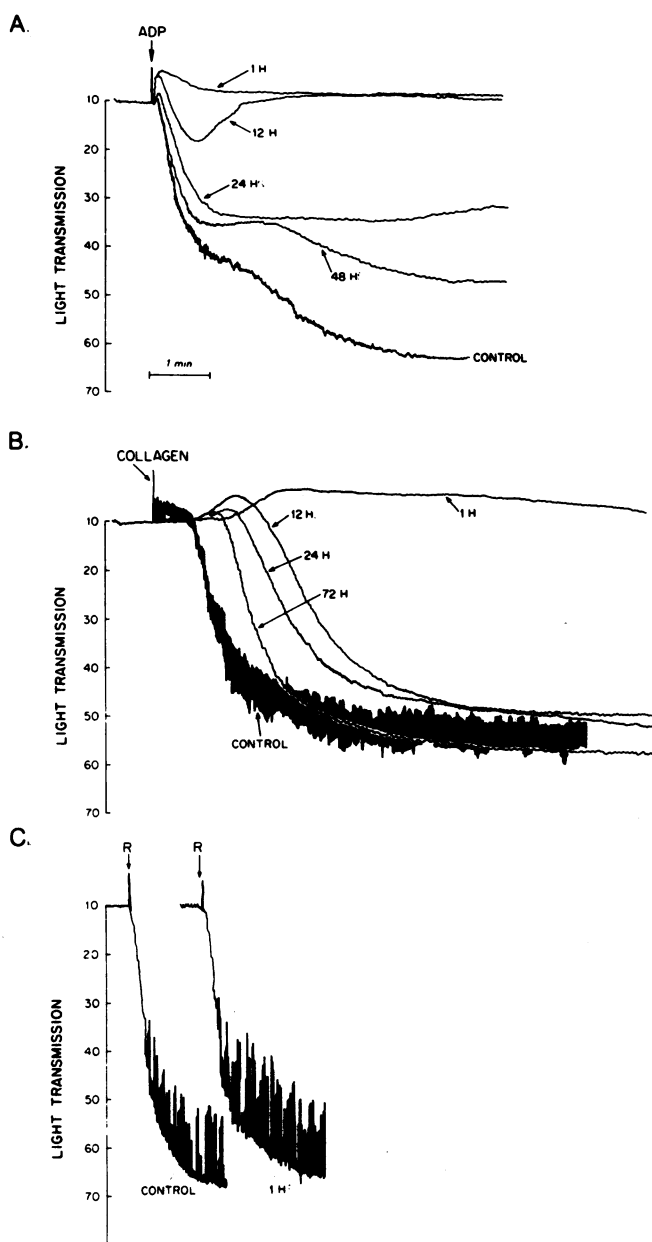 A.
ADP
1 H
10
12 H
20
24 H
30
40
48 H
50
CONTROL
60
1 min
70
LIGHT TRANSMISSION
B.
COLLAGEN
1 H
12 H
10
24 H
20
72 H
30
40
50
CONTROL
60
70
LIGHT TRANSMISSION
C.
R R
10
20
30
40
50
60
70
CONTROL 1 H
LIGHT TRANSMISSION